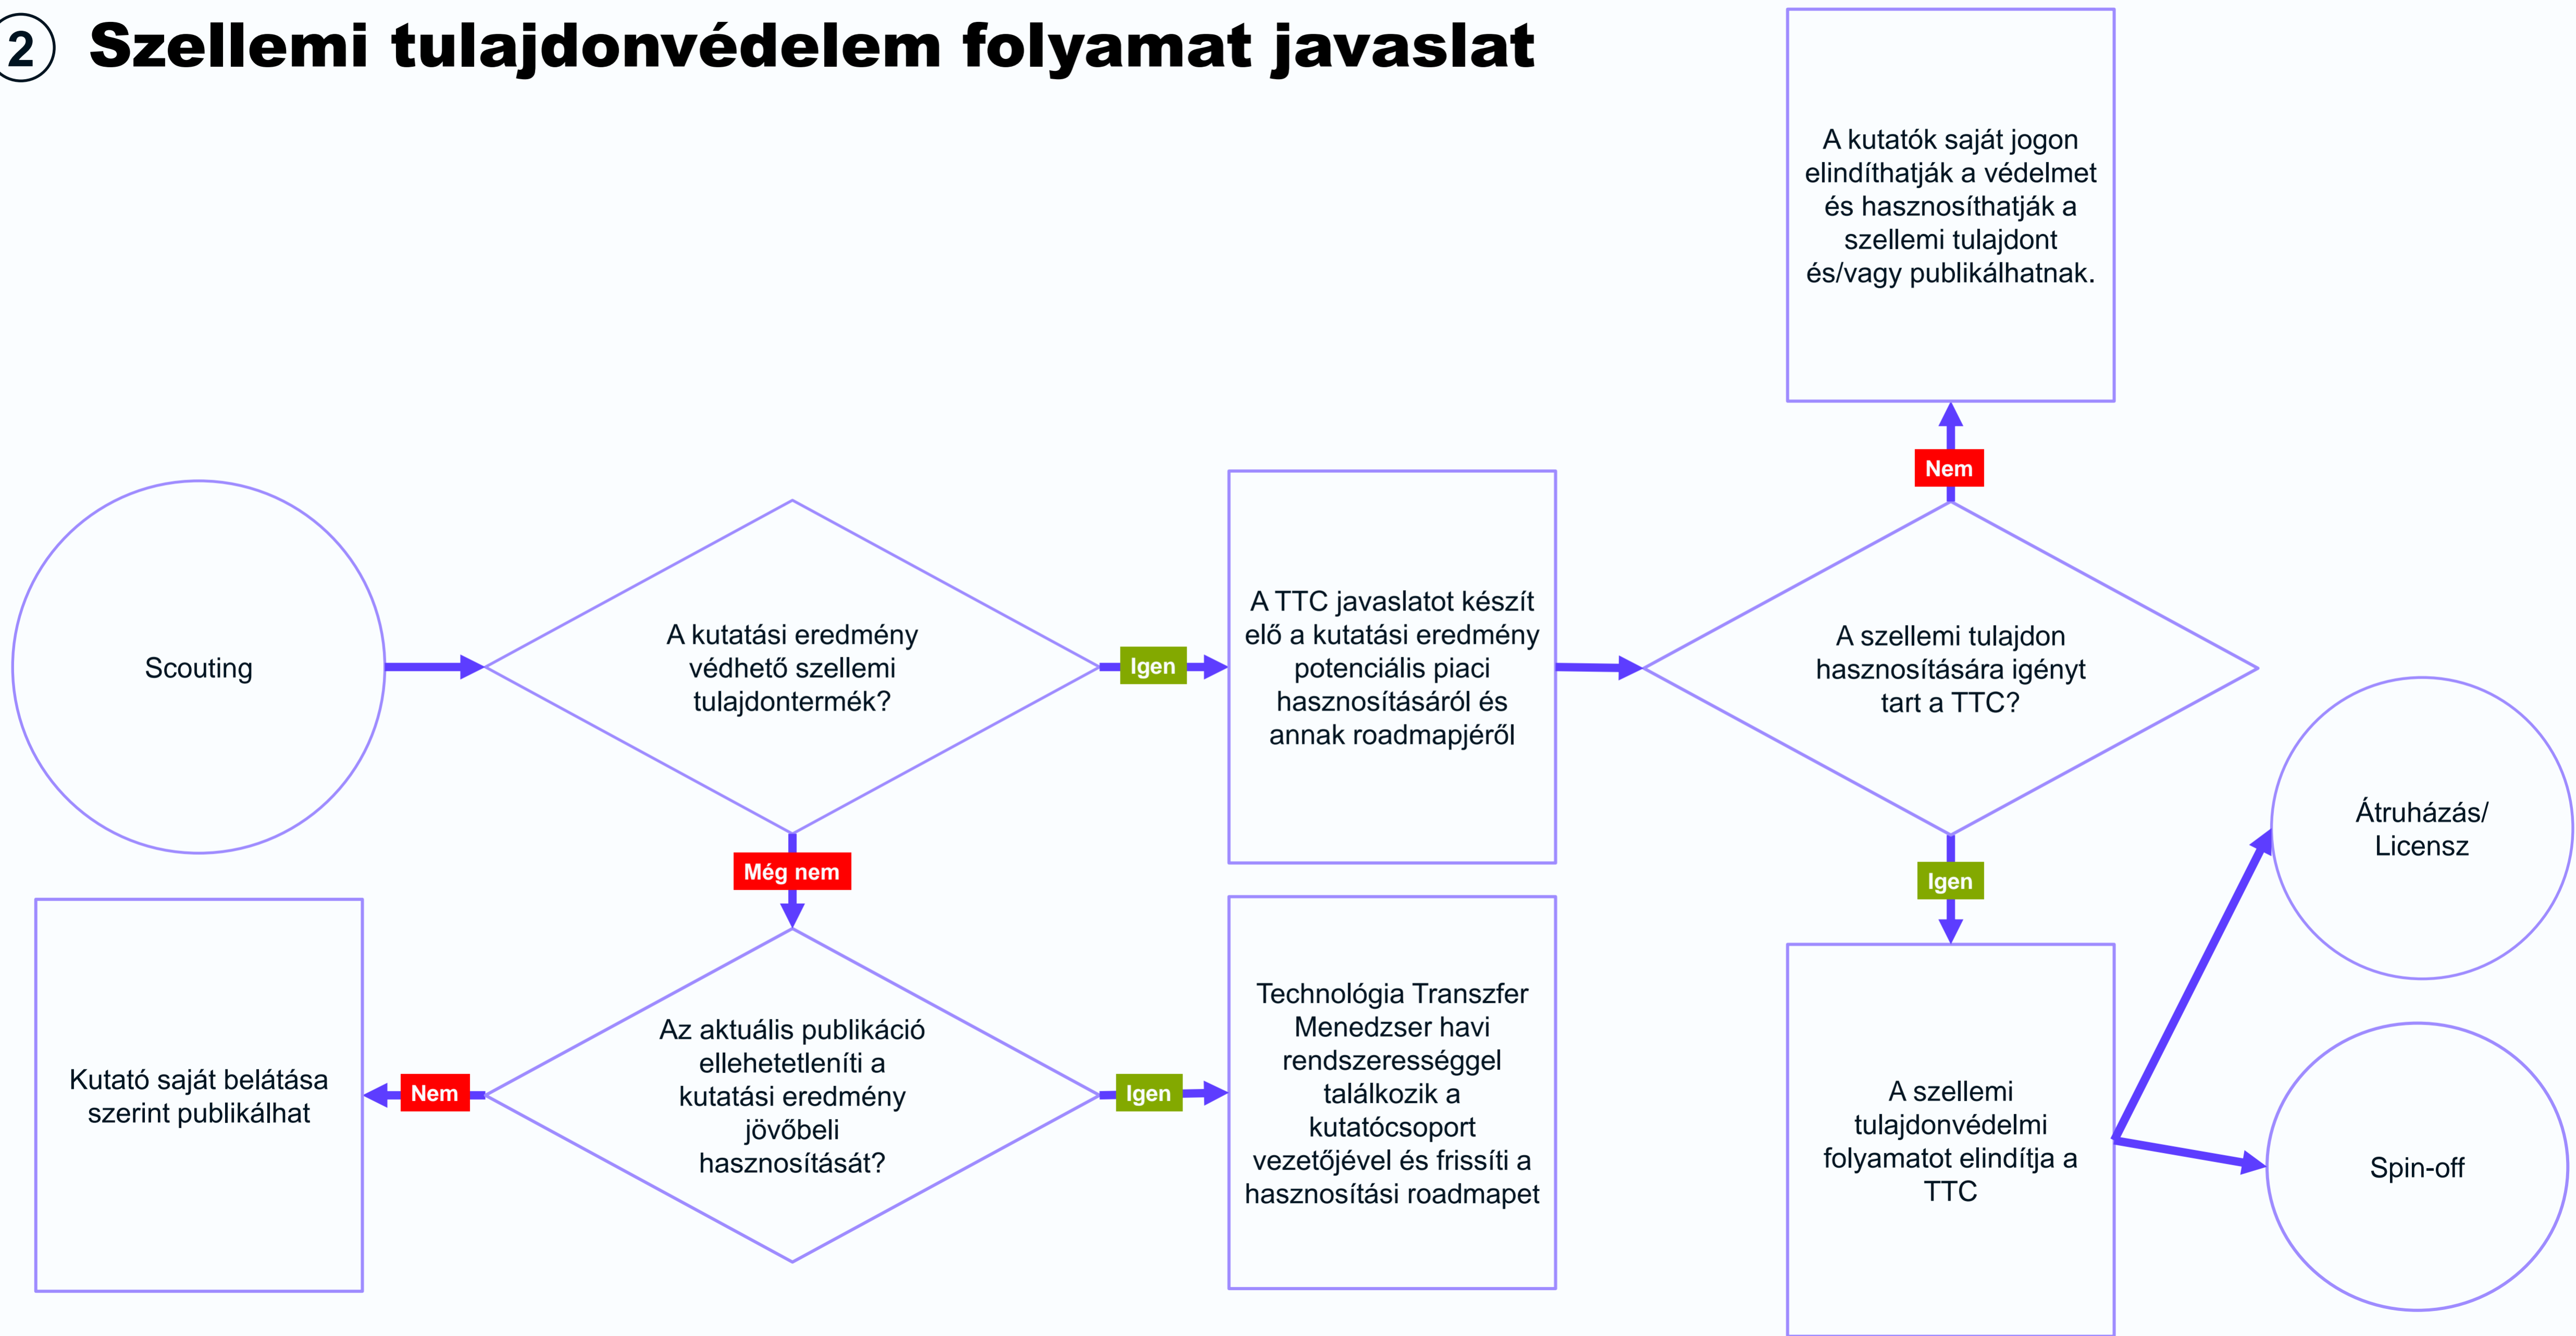 2 Szellemi tulajdonvédelem folyamat javaslat
A kutatók saját jogon
elindíthatják a védelmet
és hasznosíthatják a
szellemi tulajdont
és/vagy publikálhatnak.
Nem
Scouting
A kutatási eredmény
védhető szellemi
tulajdontermék?
Igen
A TTC javaslatot készít
elő a kutatási eredmény
potenciális piaci
hasznosításáról és
annak roadmapjéről
A szellemi tulajdon
hasznosítására igényt
tart a TTC?
Még nem
Igen
Átruházás/
Licensz
Kutató saját belátása
szerint publikálhat
Nem
Az aktuális publikáció
ellehetetleníti a
kutatási eredmény
jövőbeli
hasznosítását?
Igen
Technológia Transzfer
Menedzser havi
rendszerességgel
találkozik a
kutatócsoport
vezetőjével és frissíti a
hasznosítási roadmapet
A szellemi
tulajdonvédelmi
folyamatot elindítja a
TTC
Spin-off